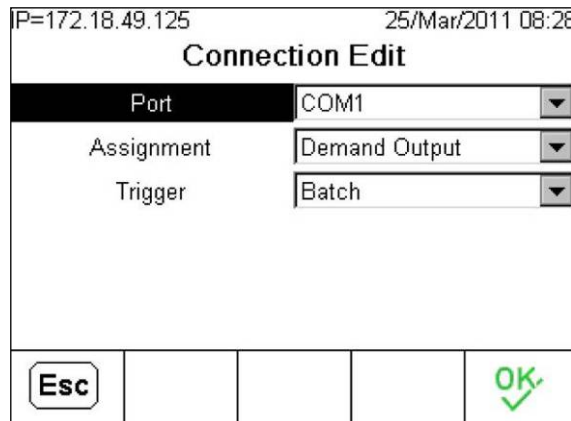 IP=172.18.49.125 25/Mar/2011 08:28
Connection Edit
Port COM1
Assignment Demand Output
Trigger Batch
Esc OK